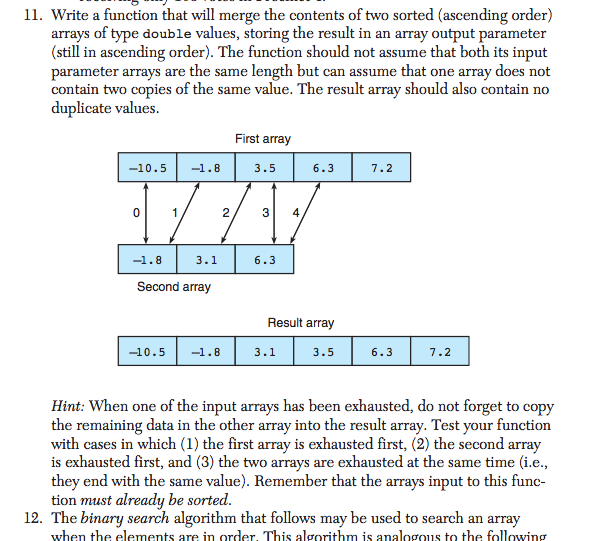 11. Write a function that will merge the contents of two sorted (ascending order)
arrays of type double values, storing the result in an array output parameter
(still in ascending order). The function should not assume that both its input
parameter arrays are the same length but can assume that one array does not
contain two copies of the same value. The result array should also contain no
duplicate values.
First array
–10.5 –1.8 3.5 6.3 7.2
0 1 2 3 4
–1.8 3.1 6.3
Second array
Result array
–10.5 –1.8 3.1 3.5 6.3 7.2
Hint: When one of the input arrays has been exhausted, do not forget to copy
the remaining data in the other array into the result array. Test your function
with cases in which (1) the first array is exhausted first, (2) the second array
is exhausted first, and (3) the two arrays are exhausted at the same time (i.e.,
they end with the same value). Remember that the arrays input to this func-
tion must already be sorted.
12. The binary search algorithm that follows may be used to search an array
when the elements are in order. This algorithm is analogous to the following